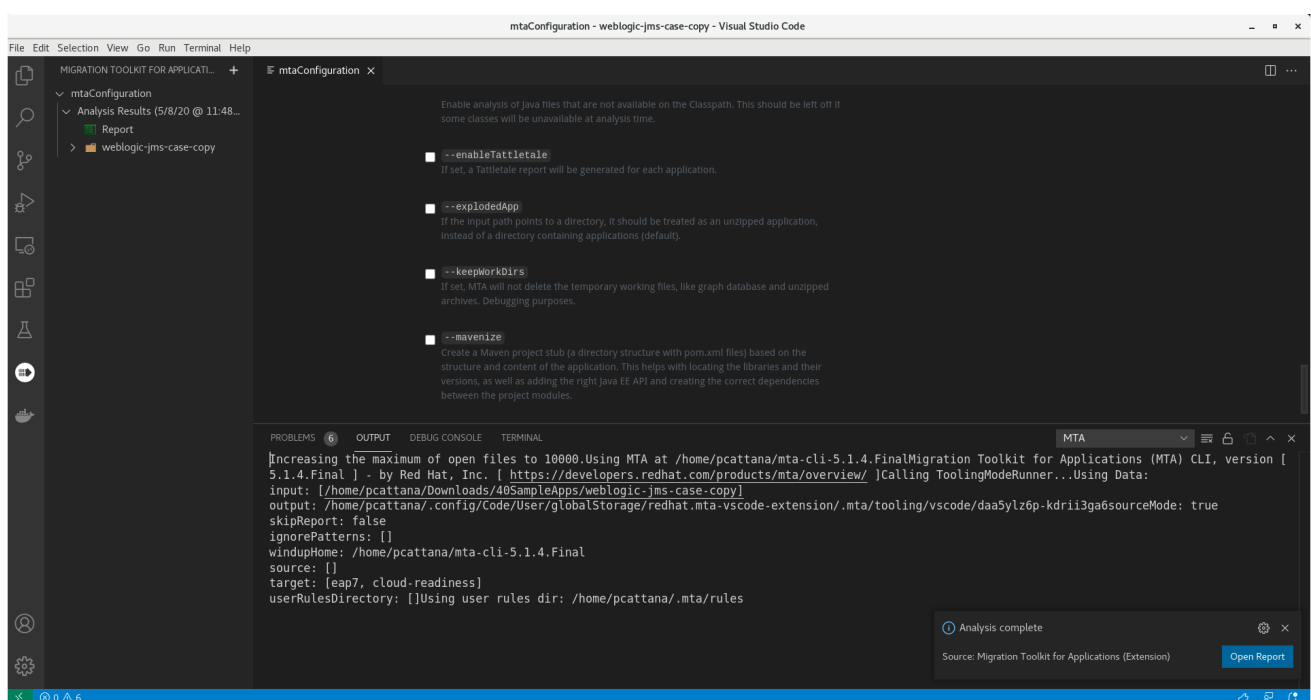 mtaConfiguration - weblogic-jms-case-copy - Visual Studio Code
File Edit Selection View Go Run Terminal Help
MIGRATION TOOLKIT FOR APPLICATI...
mtaConfiguration
Analysis Results (5/8/20 @ 11:48...
Report
weblogic-jms-case-copy
mtaConfiguration
Enable analysis of Java files that are not available on the Classpath. This should be left off if
some classes will be unavailable at analysis time.
--enableTattletale
If set, a Tattletale report will be generated for each application.
--explodedApp
If the input path points to a directory, it should be treated as an unzipped application,
instead of a directory containing applications (default).
--keepWorkDirs
If set, MTA will not delete the temporary working files, like graph database and unzipped
archives. Debugging purposes.
--mavenize
Create a Maven project stub (a directory structure with pom.xml files) based on the
structure and content of the application. This helps with locating the libraries and their
versions, as well as adding the right Java EE API and creating the correct dependencies
between the project modules.
PROBLEMS 6 OUTPUT DEBUG CONSOLE TERMINAL MTA
Increasing the maximum of open files to 10000.Using MTA at /home/pcattana/mta-cli-5.1.4.FinalMigration Toolkit for Applications (MTA) CLI, version [
5.1.4.Final ] - by Red Hat, Inc. [ https://developers.redhat.com/products/mta/overview/ ]Calling ToolingModeRunner...Using Data:
input: [/home/pcattana/Downloads/40SampleApps/weblogic-jms-case-copy]
output: /home/pcattana/.config/Code/User/globalStorage/redhat.mta-vscode-extension/.mta/tooling/vscode/daa5ylz6p-kdrii3ga6sourceMode: true
skipReport: false
ignorePatterns: []
windupHome: /home/pcattana/mta-cli-5.1.4.Final
source: []
target: [eap7, cloud-readiness]
userRulesDirectory: []Using user rules dir: /home/pcattana/.mta/rules
Analysis complete
Source: Migration Toolkit for Applications (Extension)
Open Report
0 6